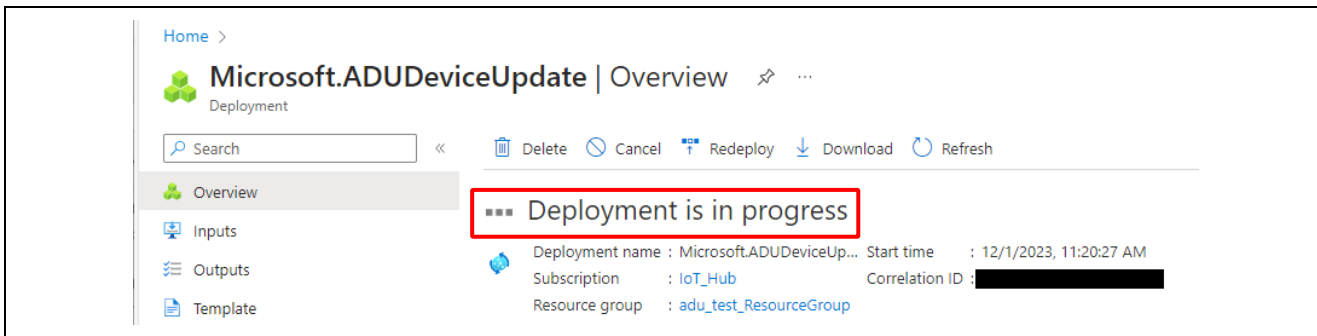 Home >
Microsoft.ADUDeviceUpdate | Overview ...
Deployment
Search «
Delete Cancel Redeploy Download Refresh
Overview
Inputs
Outputs
Template
Deployment is in progress
Deployment name : Microsoft.ADUDeviceUp... Start time : 12/1/2023, 11:20:27 AM
Subscription : IoT_Hub Correlation ID :
Resource group : adu_test_ResourceGroup